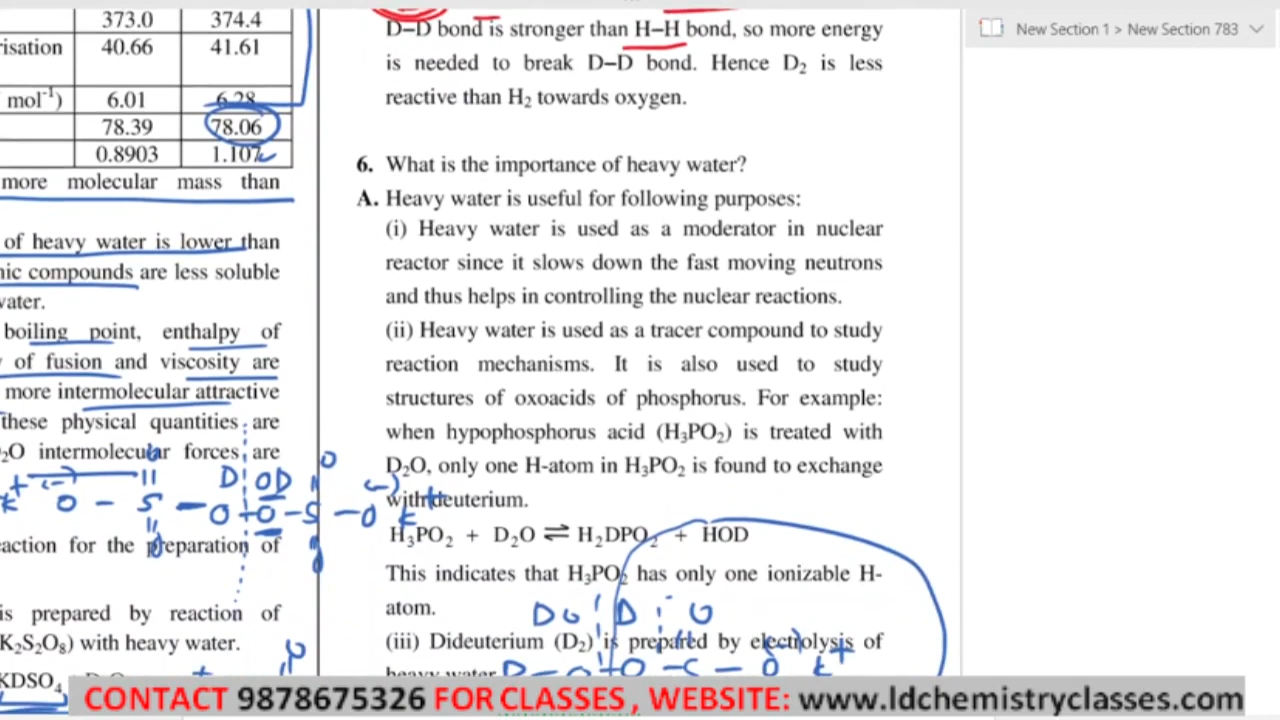 373.0 374.4
risation 40.66 41.61
mol⁻¹) 6.01 6.28
78.39 78.06
0.8903 1.107
more molecular mass than
of heavy water is lower than
nic compounds are less soluble
water.
boiling point, enthalpy of
of fusion and viscosity are
more intermolecular attractive
these physical quantities are
₂O intermolecular forces are
K⁺ O – S – O O – S – O K⁺
D OD O
eaction for the preparation of
is prepared by reaction of
K₂S₂O₈) with heavy water.
KDSO₄
D–D bond is stronger than H–H bond, so more energy
is needed to break D–D bond. Hence D₂ is less
reactive than H₂ towards oxygen.
6. What is the importance of heavy water?
A. Heavy water is useful for following purposes:
(i) Heavy water is used as a moderator in nuclear
reactor since it slows down the fast moving neutrons
and thus helps in controlling the nuclear reactions.
(ii) Heavy water is used as a tracer compound to study
reaction mechanisms. It is also used to study
structures of oxoacids of phosphorus. For example:
when hypophosphorus acid (H₃PO₂) is treated with
D₂O, only one H-atom in H₃PO₂ is found to exchange
with deuterium.
H₃PO₂ + D₂O ⇌ H₂DPO₂ + HOD
This indicates that H₃PO₂ has only one ionizable H-
atom.
DO D O
(iii) Dideuterium (D₂) is prepared by electrolysis of
heavy water
D – O O – S – O K⁺
New Section 1 > New Section 783
CONTACT 9878675326 FOR CLASSES , WEBSITE: www.ldchemistryclasses.com